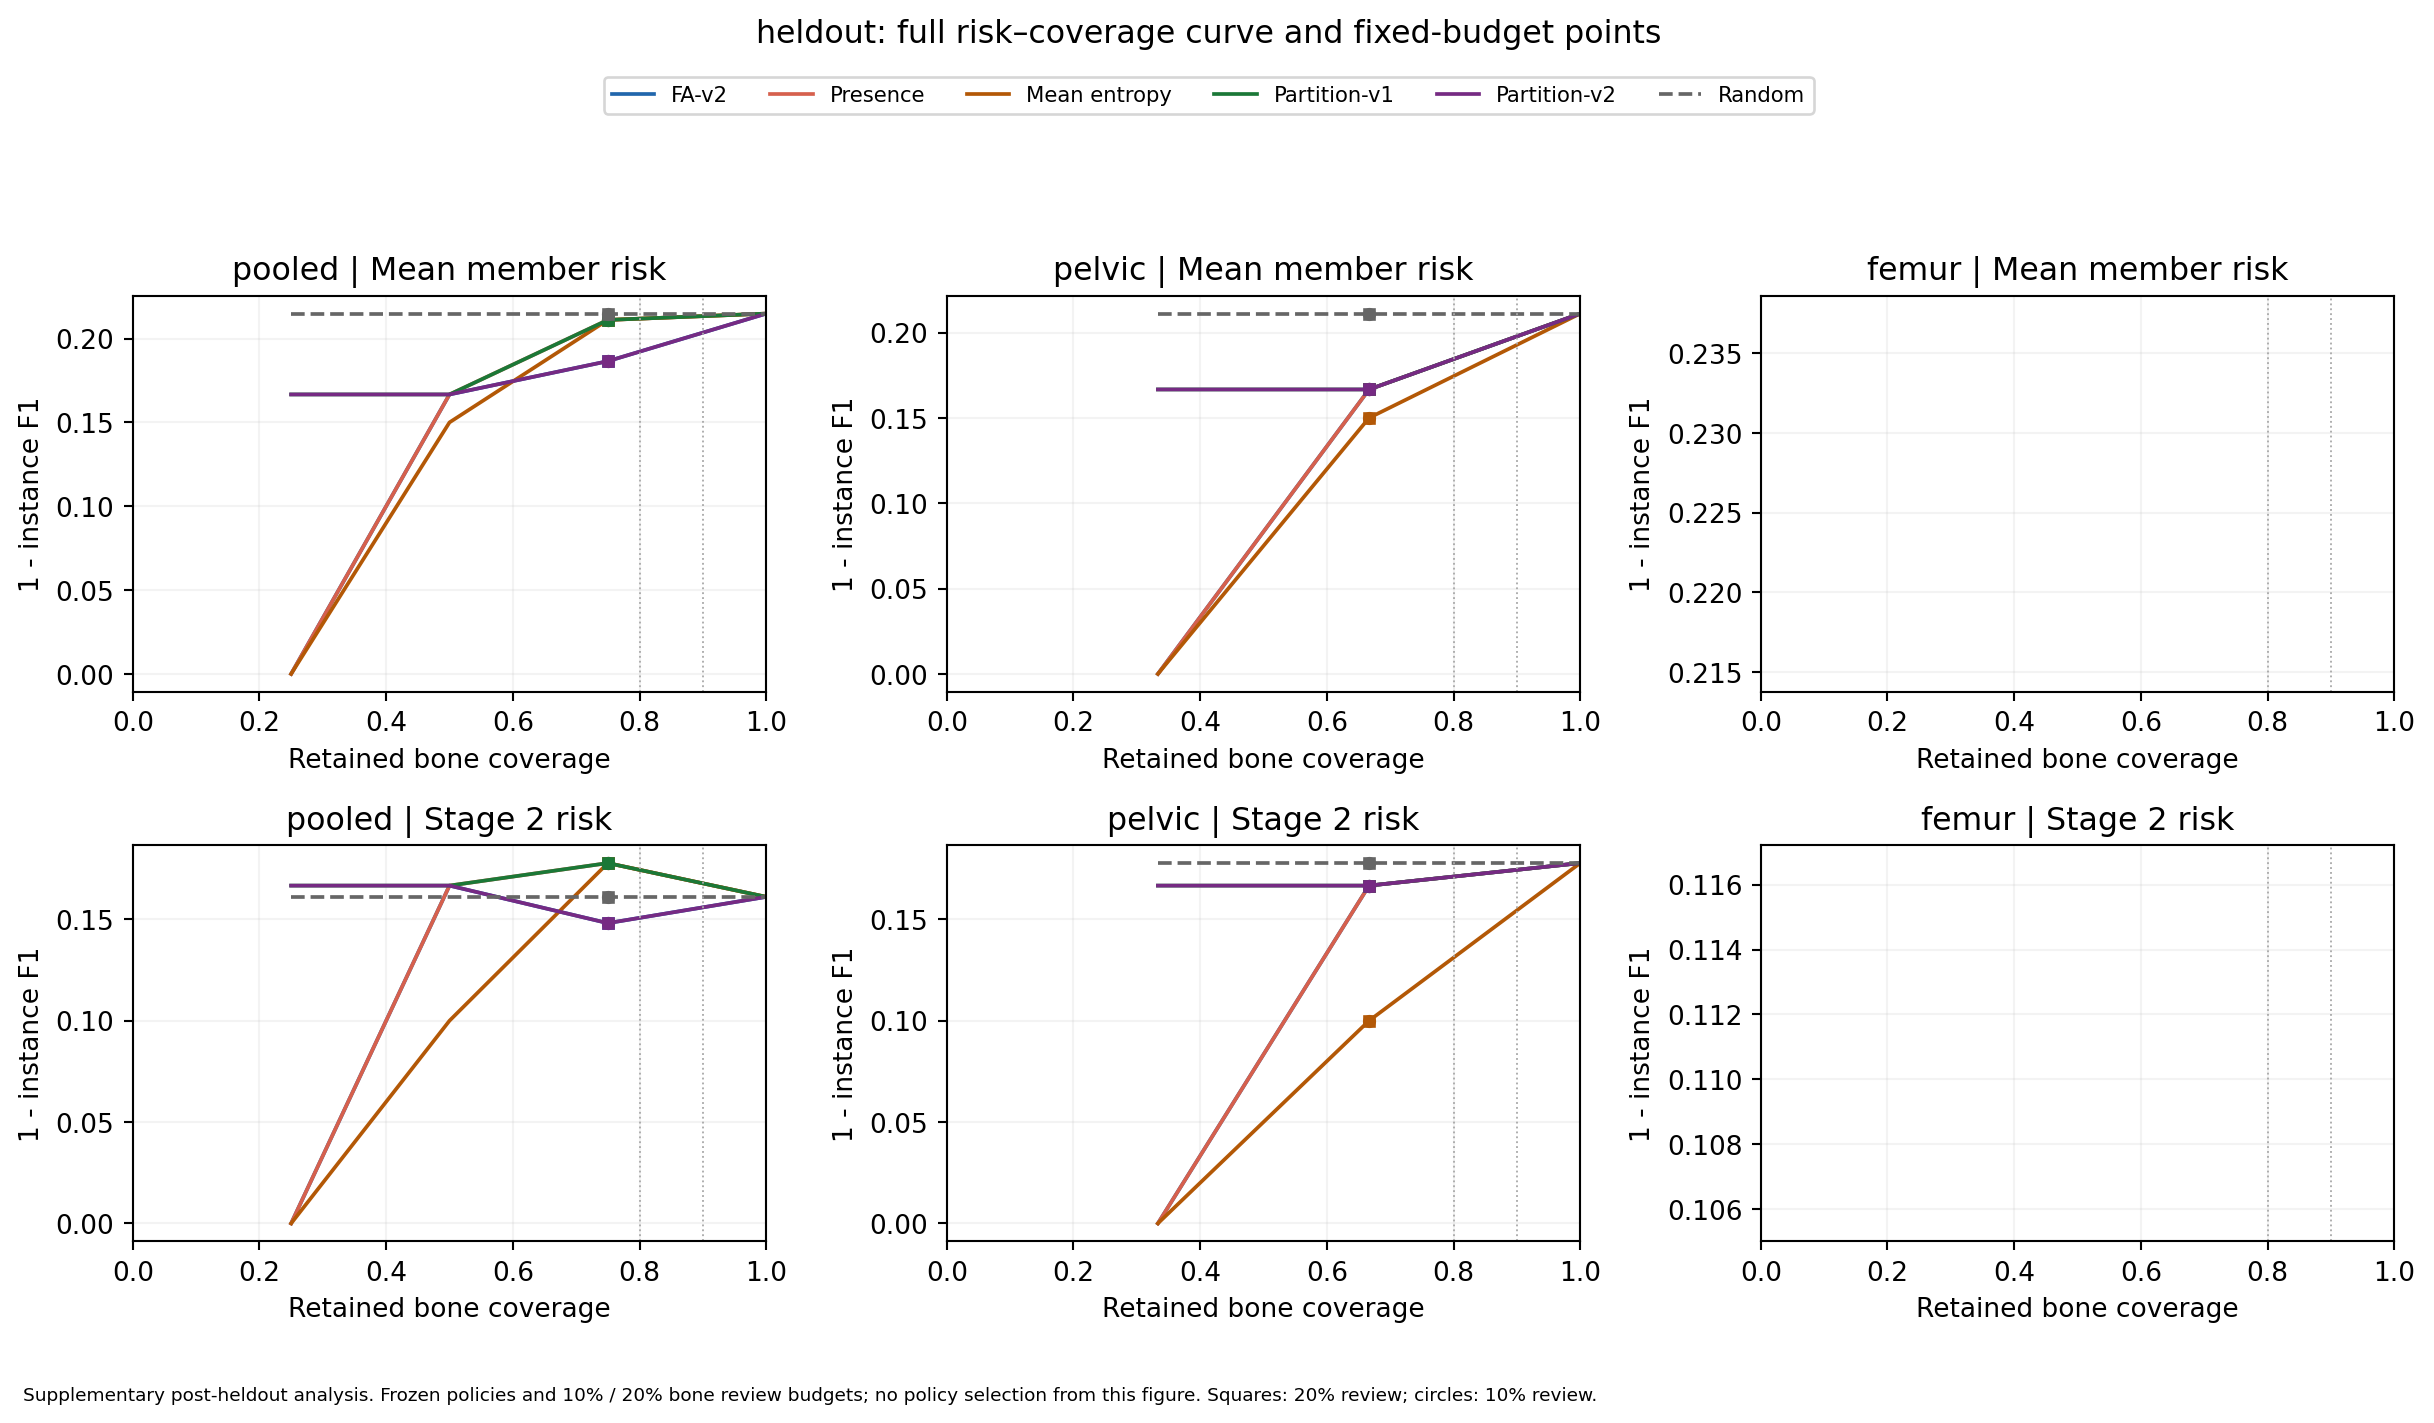 heldout: full risk–coverage curve and fixed-budget points
FA-v2 Presence Mean entropy Partition-v1 Partition-v2 Random
pooled | Mean member risk
1 - instance F1
0.20
0.15
0.10
0.05
0.00
0.0 0.2 0.4 0.6 0.8 1.0
Retained bone coverage
pelvic | Mean member risk
1 - instance F1
0.20
0.15
0.10
0.05
0.00
0.0 0.2 0.4 0.6 0.8 1.0
Retained bone coverage
femur | Mean member risk
1 - instance F1
0.235
0.230
0.225
0.220
0.215
0.0 0.2 0.4 0.6 0.8 1.0
Retained bone coverage
pooled | Stage 2 risk
1 - instance F1
0.15
0.10
0.05
0.00
0.0 0.2 0.4 0.6 0.8 1.0
Retained bone coverage
pelvic | Stage 2 risk
1 - instance F1
0.15
0.10
0.05
0.00
0.0 0.2 0.4 0.6 0.8 1.0
Retained bone coverage
femur | Stage 2 risk
1 - instance F1
0.116
0.114
0.112
0.110
0.108
0.106
0.0 0.2 0.4 0.6 0.8 1.0
Retained bone coverage
Supplementary post-heldout analysis. Frozen policies and 10% / 20% bone review budgets; no policy selection from this figure. Squares: 20% review; circles: 10% review.